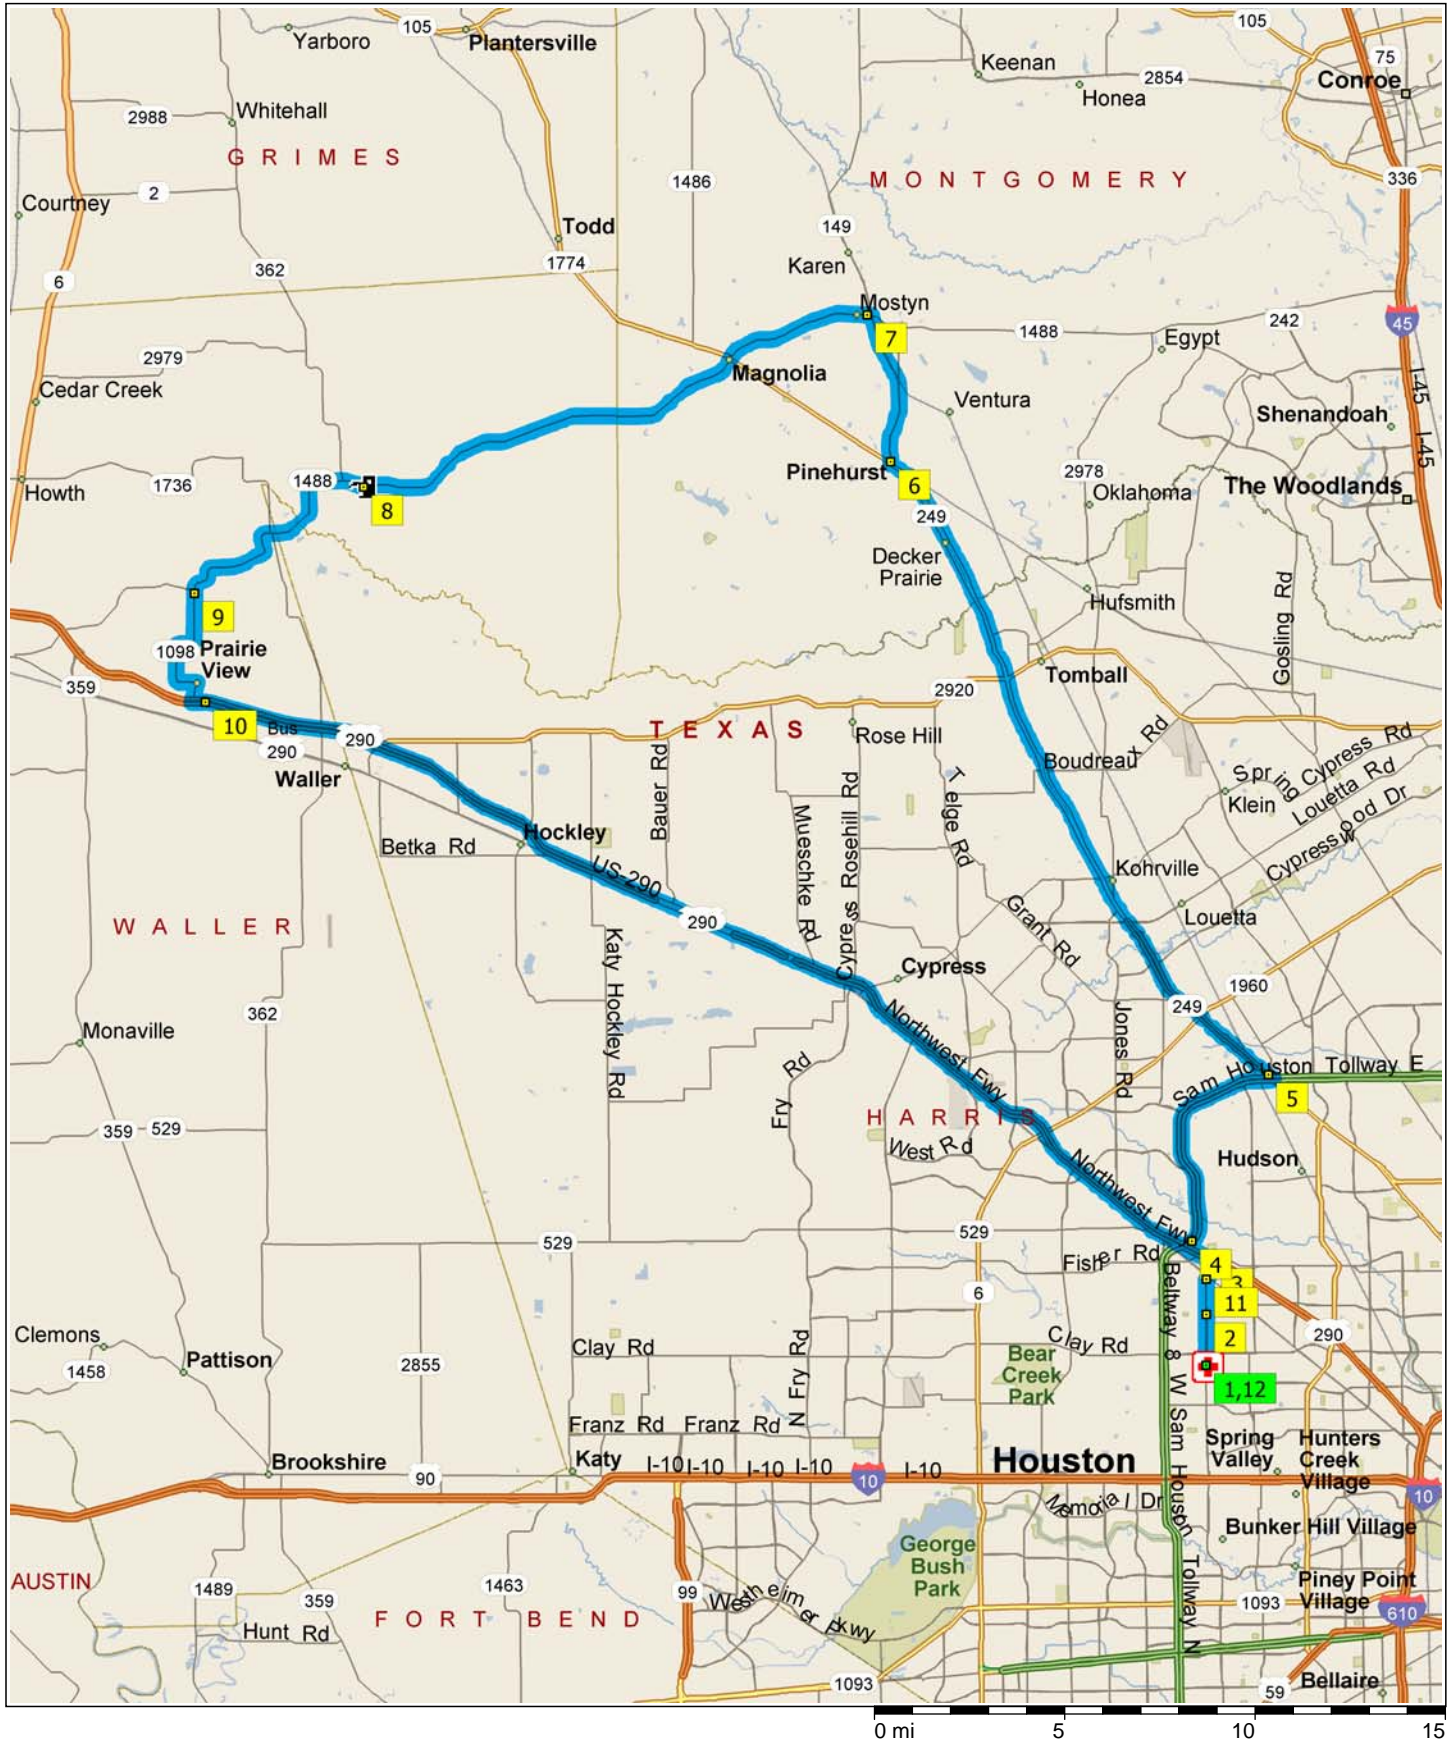 105
Yarboro
Plantersville
105
Keenan
2854
Honea
75
Conroe
2988
Whitehall
GRIMES
MONTGOMERY
336
2
1486
Courtney
Todd
149
Karen
1774
362
6
Mostyn
242
45
7
1488
Egypt
2979
Magnolia
I-45
Cedar Creek
Ventura
Shenandoah
I-45
Pinehurst
6
2978
The Woodlands
Howth
1736
1488
8
Oklahoma
249
Decker
Prairie
Hufsmith
Gosling Rd
9
1098
Prairie
View
Tomball
359
2920
10
Bus
290
290
TEXAS
Rose Hill
Waller
Bauer Rd
Boudreaux Rd
Spring Cypress Rd
Louetta Rd
Klein
Cypresswood Dr
Telge Rd
Mueschke Rd
Cypress Rosehill Rd
Hockley
Betka Rd
US-290
Kohrville
Louetta
WALLER
290
Grant Rd
Katy Hockley Rd
Cypress
1960
249
362
Monaville
Northwest Fwy
Jones Rd
Fry Rd
Sam Houston Tollway E
5
HARRIS
359
529
West Rd
Hudson
Northwest Fwy
529
529
Fisher Rd
4
3
11
2
Beltway 8 W Sam Houston Tollway N
6
290
Clemons
Pattison
1458
2855
Clay Rd
Clay Rd
Bear
Creek
Park
1,12
N Fry Rd
Franz Rd
Franz Rd
Spring
Valley
Hunters
Creek
Village
Brookshire
90
Katy
I-10
I-10
I-10
I-10
10
I-10
Houston
10
Memorial Dr
Bunker Hill Village
George
Bush
Park
AUSTIN
1489
359
1463
99
Westheimer pkwy
Piney Point
Village
1093
610
FORT BEND
Hunt Rd
1093
59
Bellaire
0 mi
5
10
15